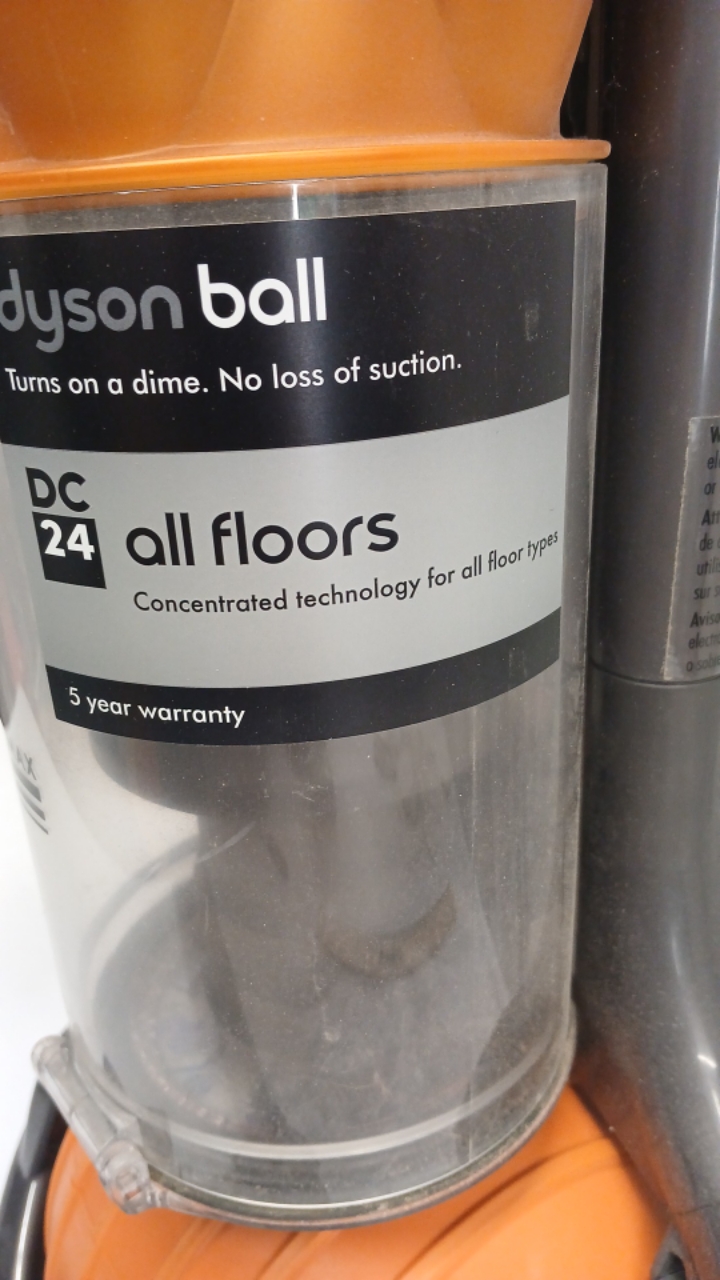 dyson ball
Turns on a dime. No loss of suction.
DC
24
all floors
Concentrated technology for all floor types
5 year warranty